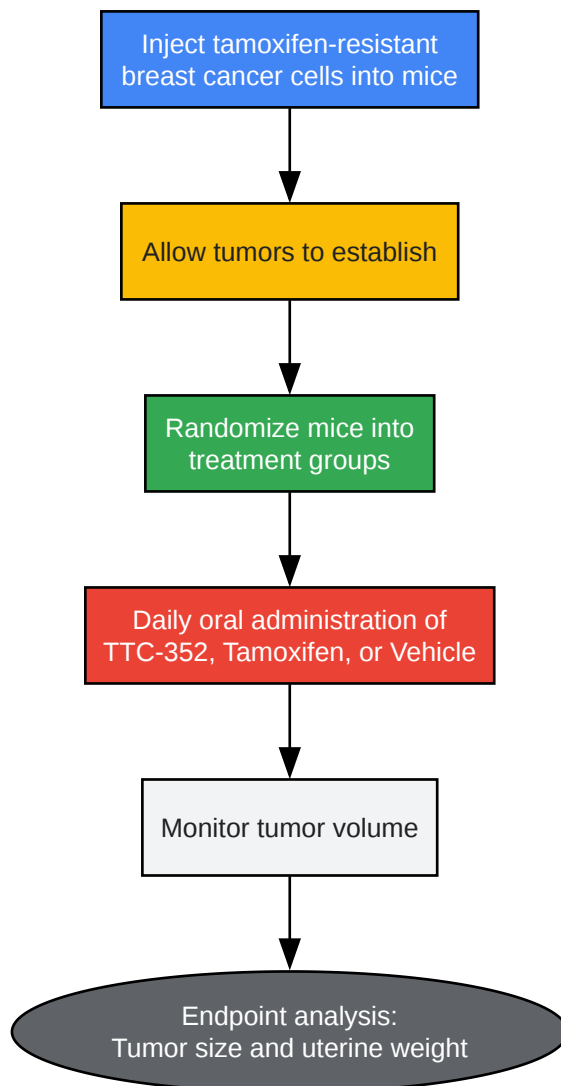 Inject tamoxifen-resistant
breast cancer cells into mice
Allow tumors to establish
Randomize mice into
treatment groups
Daily oral administration of
TTC-352, Tamoxifen, or Vehicle
Monitor tumor volume
Endpoint analysis:
Tumor size and uterine weight